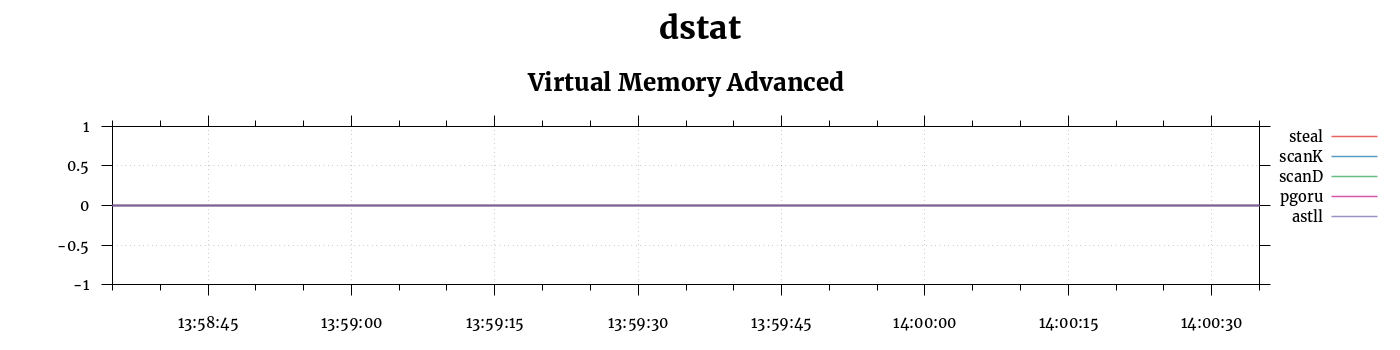 dstat
Virtual Memory Advanced
1
0.5
0
-0.5
-1
13:58:45 13:59:00 13:59:15 13:59:30 13:59:45 14:00:00 14:00:15 14:00:30
steal
scanK
scanD
pgoru
astll